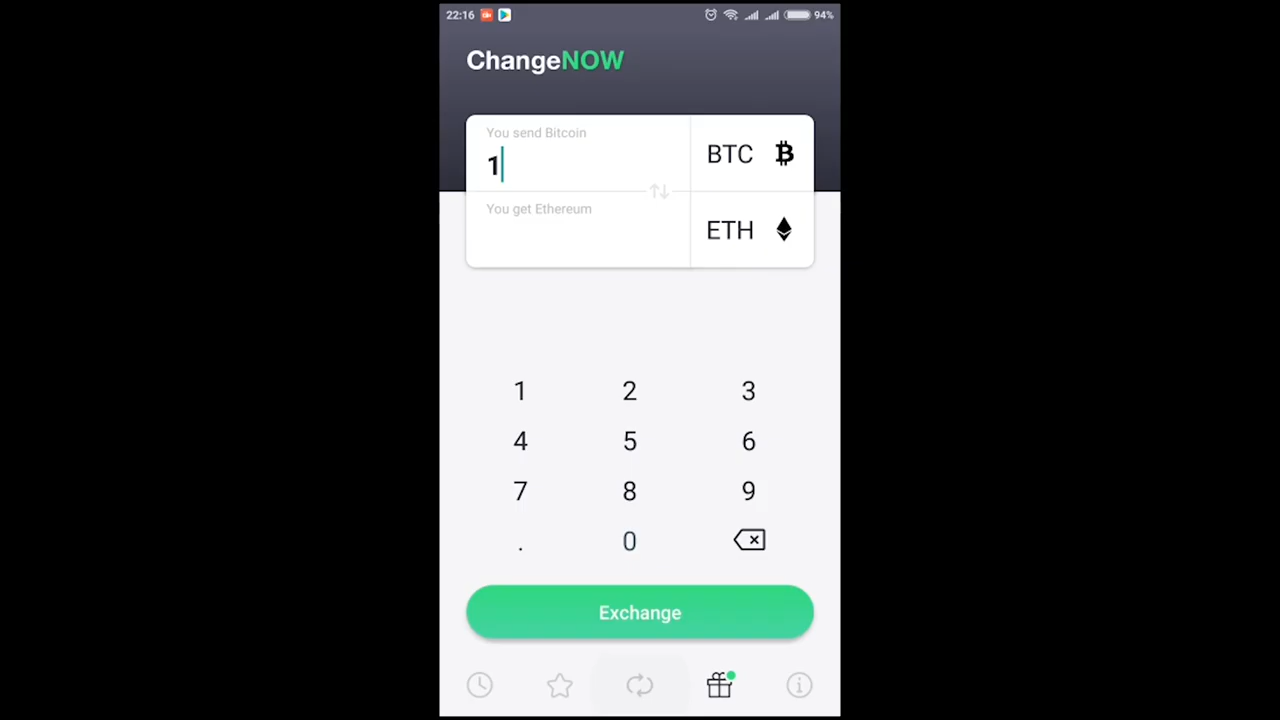 22:16
94%
ChangeNOW
You send Bitcoin
1
BTC
You get Ethereum
ETH
1 2 3
4 5 6
7 8 9
. 0
Exchange